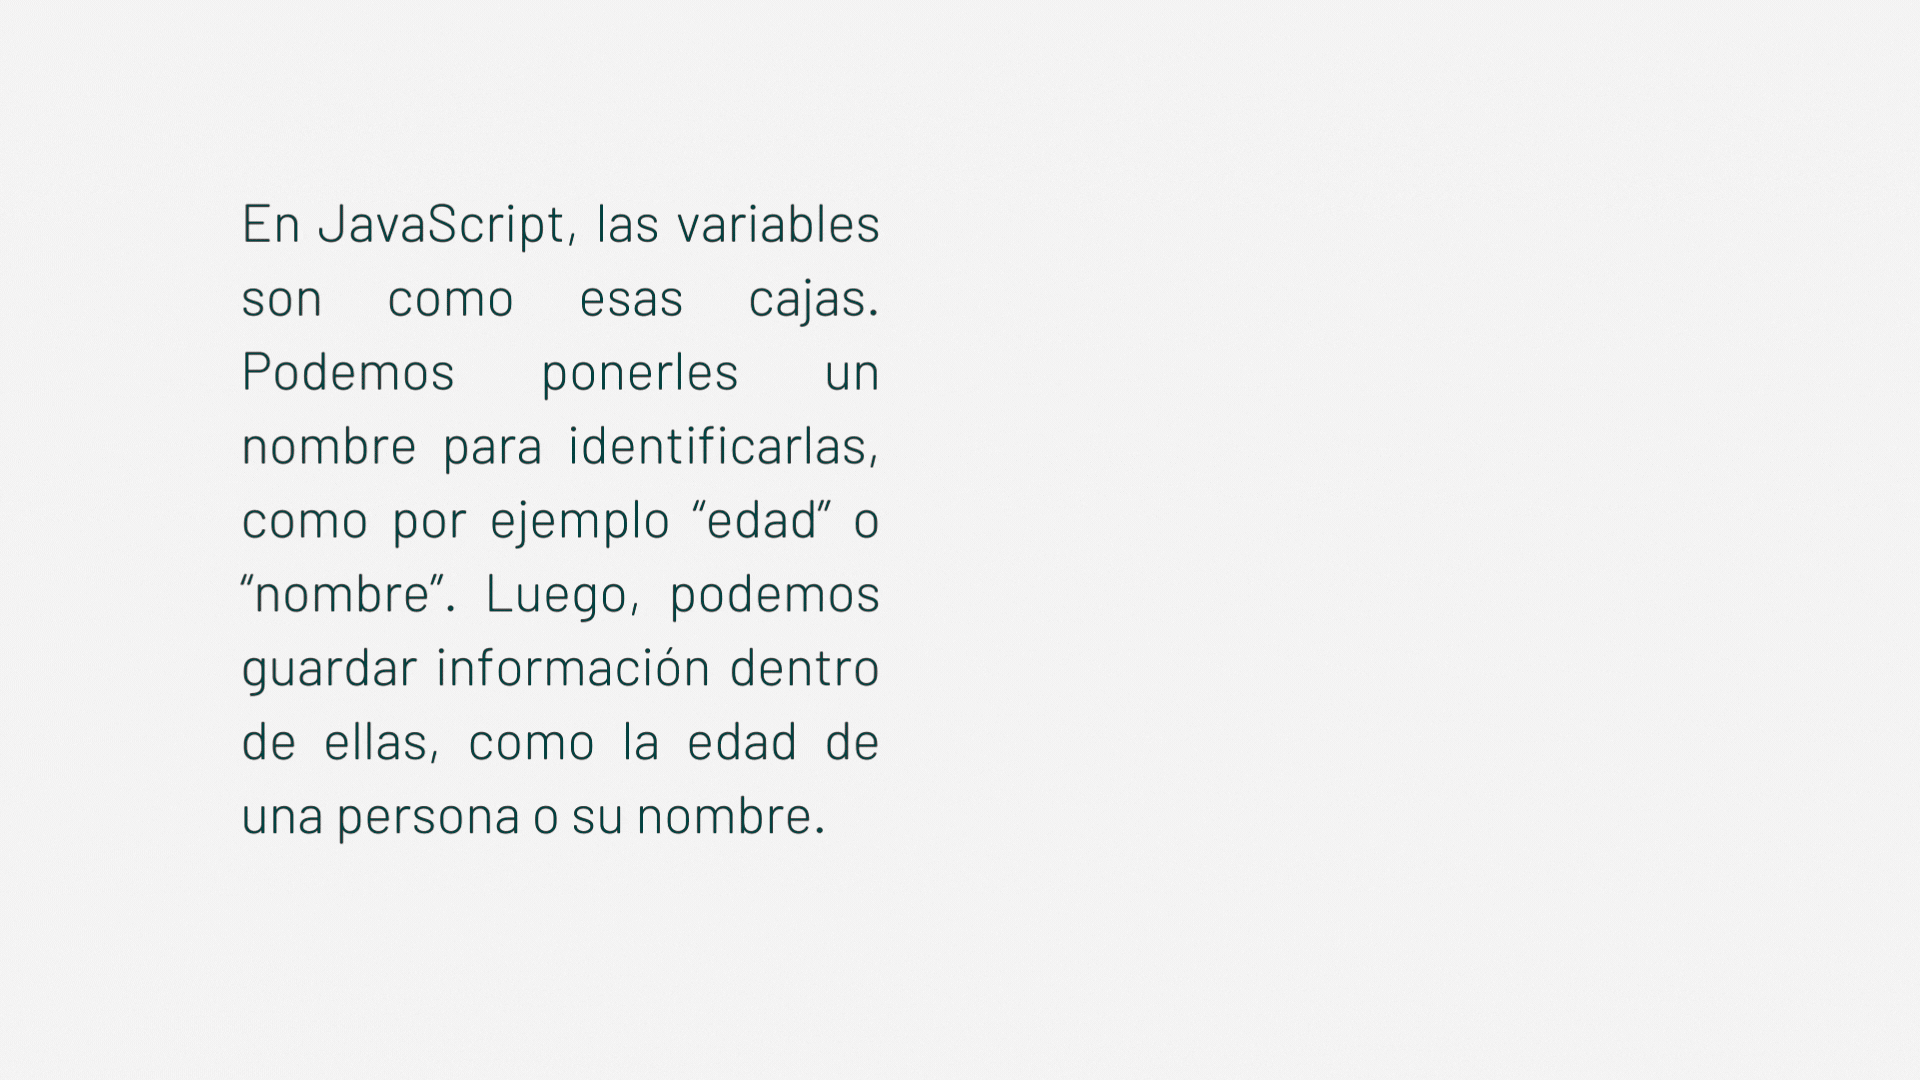 En JavaScript, las variables
son como esas cajas.
Podemos ponerles un
nombre para identificarlas,
como por ejemplo “edad” o
“nombre”. Luego, podemos
guardar información dentro
de ellas, como la edad de
una persona o su nombre.